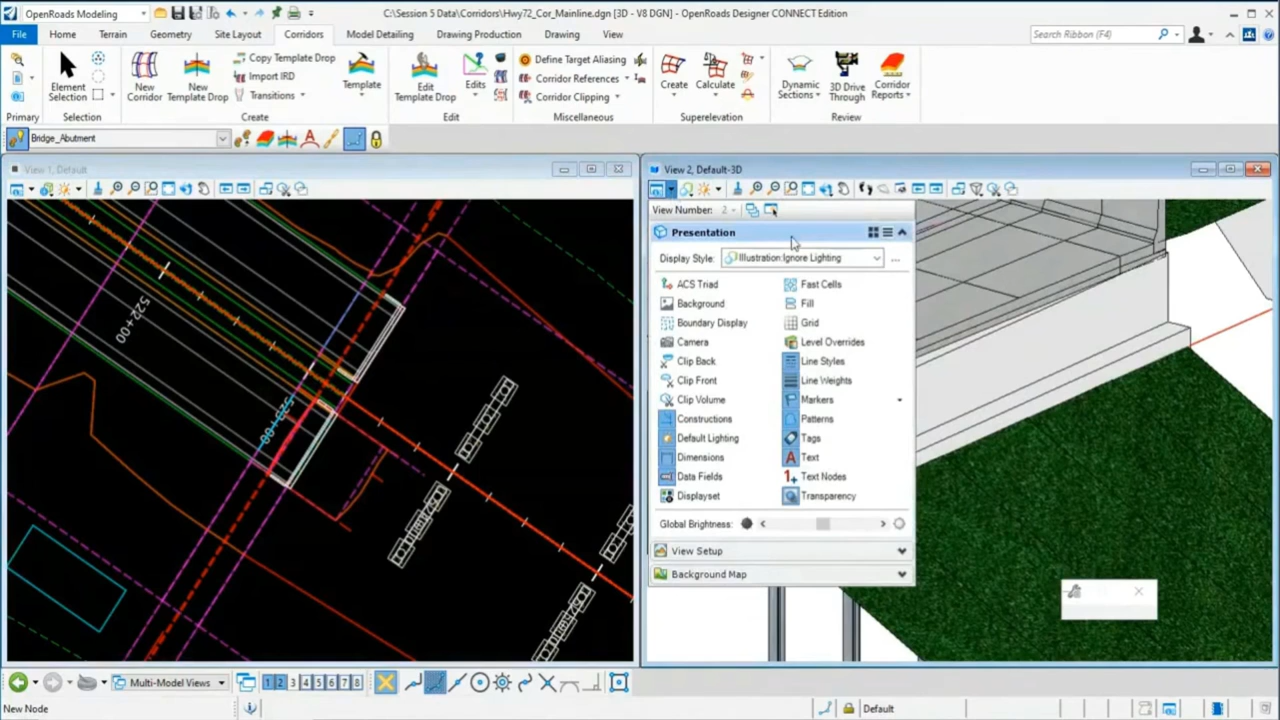 OpenRoads Modeling
C:\Session 5 Data\Corridors\Hwy72_Cor_Mainline.dgn [3D - V8 DGN] - OpenRoads Designer CONNECT Edition
File Home Terrain Geometry Site Layout Corridors Model Detailing Drawing Production Drawing View
Search Ribbon (F4)
Element Selection
New Corridor
New Template Drop
Copy Template Drop
Import IRD
Transitions
Template
Edit Template Drop
Edits
Define Target Aliasing
Corridor References
Corridor Clipping
Create
Calculate
Dynamic Sections
3D Drive Through
Corridor Reports
Primary Selection Create Edit Miscellaneous Superelevation Review
Bridge_Abutment
View 1, Default
View 2, Default-3D
View Number: 2
Presentation
Display Style: Illustration:Ignore Lighting
ACS Triad Fast Cells
Background Fill
Boundary Display Grid
Camera Level Overrides
Clip Back Line Styles
Clip Front Line Weights
Clip Volume Markers
Constructions Patterns
Default Lighting Tags
Dimensions Text
Data Fields Text Nodes
Displayset Transparency
Global Brightness:
View Setup
Background Map
522+00
523+00
Multi-Model Views
1 2 3 4 5 6 7 8
New Node
Default